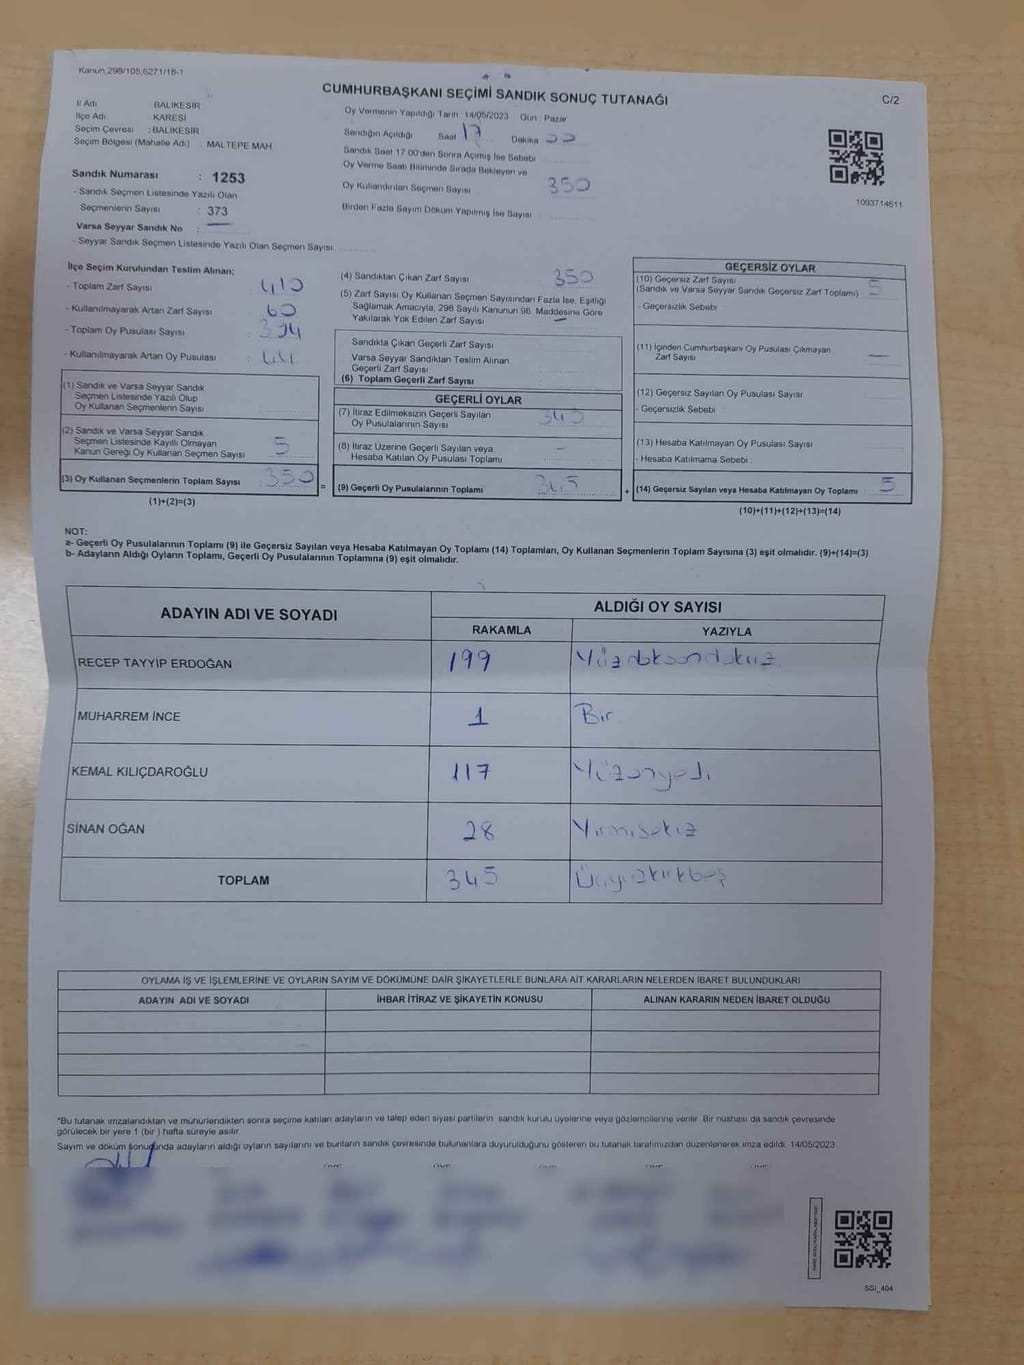 Kanun,298/105,6271/18-1
CUMHURBAŞKANI SEÇİMİ SANDIK SONUÇ TUTANAĞI
C/2
İl Adı BALIKESİR
İlçe Adı KARESİ
Seçim Çevresi : BALIKESİR
Seçim Bölgesi (Mahalle Adı) : MALTEPE MAH
Sandık Numarası : 1253
- Sandık Seçmen Listesinde Yazılı Olan
Seçmenlerin Sayısı : 373
Varsa Seyyar Sandık No :
- Seyyar Sandık Seçmen Listesinde Yazılı Olan Seçmen Sayısı
Oy Vermenin Yapıldığı Tarih 14/05/2023 Gün : Pazar
Sandığın Açıldığı Saat 17 Dakika 00
Sandık Saat 17:00'den Sonra Açımış İse Sebebi
Oy Verme Saati Bitiminde Sırada Bekleyen ve
Oy Kullandırılan Seçmen Sayısı 350
Birden Fazla Sayım Döküm Yapılmış İse Sayısı
1093714611
İlçe Seçim Kurulundan Teslim Alınan;
- Toplam Zarf Sayısı : 410
- Kullanılmayarak Artan Zarf Sayısı : 60
- Toplam Oy Pusulası Sayısı : 394
- Kullanılmayarak Artan Oy Pusulası : 44
(1) Sandık ve Varsa Seyyar Sandık
Seçmen Listesinde Yazılı Olup
Oy Kullanan Seçmenlerin Sayısı
(2) Sandık ve Varsa Seyyar Sandık
Seçmen Listesinde Kayıtlı Olmayan
Kanun Gereği Oy Kullanan Seçmen Sayısı 5
(3) Oy Kullanan Seçmenlerin Toplam Sayısı 350 =
(1)+(2)=(3)
(4) Sandıktan Çıkan Zarf Sayısı 350
(5) Zarf Sayısı Oy Kullanan Seçmen Sayısından Fazla İse, Eşitliği
Sağlamak Amacıyla, 298 Sayılı Kanunun 98. Maddesine Göre
Yakılarak Yok Edilen Zarf Sayısı –
Sandıkta Çıkan Geçerli Zarf Sayısı
Varsa Seyyar Sandıktan Teslim Alınan
Geçerli Zarf Sayısı
(6) Toplam Geçerli Zarf Sayısı
GEÇERLİ OYLAR
(7) İtiraz Edilmeksizin Geçerli Sayılan
Oy Pusulalarının Sayısı 345
(8) İtiraz Üzerine Geçerli Sayılan veya
Hesaba Katılan Oy Pusulası Toplamı –
(9) Geçerli Oy Pusulalarının Toplamı 345 +
GEÇERSİZ OYLAR
(10) Geçersiz Zarf Sayısı 5
(Sandık ve Varsa Seyyar Sandık Geçersiz Zarf Toplamı)
- Geçersizlik Sebebi
(11) İçinden Cumhurbaşkanı Oy Pusulası Çıkmayan
Zarf Sayısı —
(12) Geçersiz Sayılan Oy Pusulası Sayısı
- Geçersizlik Sebebi :
(13) Hesaba Katılmayan Oy Pusulası Sayısı
- Hesaba Katılmama Sebebi :
(14) Geçersiz Sayılan veya Hesaba Katılmayan Oy Toplamı 5
(10)+(11)+(12)+(13)=(14)
NOT:
a- Geçerli Oy Pusulalarının Toplamı (9) ile Geçersiz Sayılan veya Hesaba Katılmayan Oy Toplamı (14) Toplamları, Oy Kullanan Seçmenlerin Toplam Sayısına (3) eşit olmalıdır. (9)+(14)=(3)
b- Adayların Aldığı Oyların Toplamı, Geçerli Oy Pusulalarının Toplamına (9) eşit olmalıdır.
ADAYIN ADI VE SOYADI ALDIĞI OY SAYISI
RAKAMLA YAZIYLA
RECEP TAYYİP ERDOĞAN 199 Yüzdoksandokuz
MUHARREM İNCE 1 Bir
KEMAL KILIÇDAROĞLU 117 Yüzonyedi
SİNAN OĞAN 28 Yirmisekiz
TOPLAM 345 Üçyüzkırkbeş
OYLAMA İŞ VE İŞLEMLERİNE VE OYLARIN SAYIM VE DÖKÜMÜNE DAİR ŞİKAYETLERLE BUNLARA AİT KARARLARIN NELERDEN İBARET BULUNDUKLARI
ADAYIN ADI VE SOYADI İHBAR İTİRAZ VE ŞİKAYETİN KONUSU ALINAN KARARIN NEDEN İBARET OLDUĞU
*Bu tutanak imzalandıktan ve mühürlendikten sonra seçime katılan adayların ve talep eden siyasi partilerin sandık kurulu üyelerine veya gözlemcilerine verilir. Bir nüshası da sandık çevresinde
görülecek bir yere 1 (bir ) hafta süreyle asılır.
Sayım ve döküm sonucunda adayların aldığı oyların sayılarını ve bunların sandık çevresinde bulunanlara duyurulduğunu gösteren bu tutanak tarafımızdan düzenlenerek imza edildi. 14/05/2023
SSİ_404